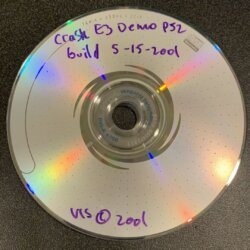 Crash E3 Demo PS2
build 5-15-2001
VIS © 2001